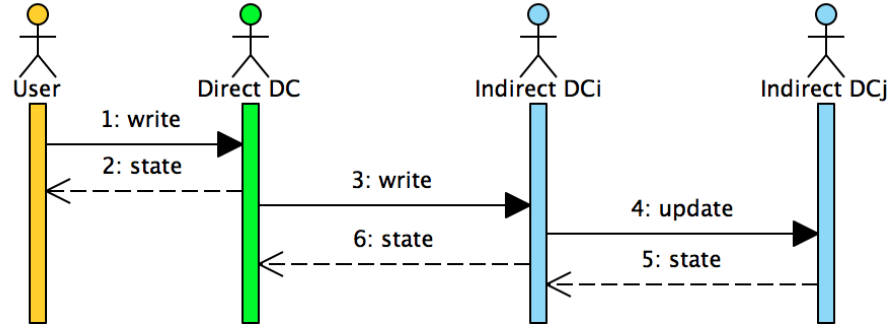 User
Direct DC
Indirect DCi
Indirect DCj
1: write
2: state
3: write
4: update
6: state
5: state